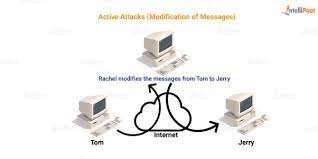 IntelliPaat
Active Attacks (Modification of Messages)
Rachel modifies the messages from Tom to Jerry
Internet
Tom
Jerry